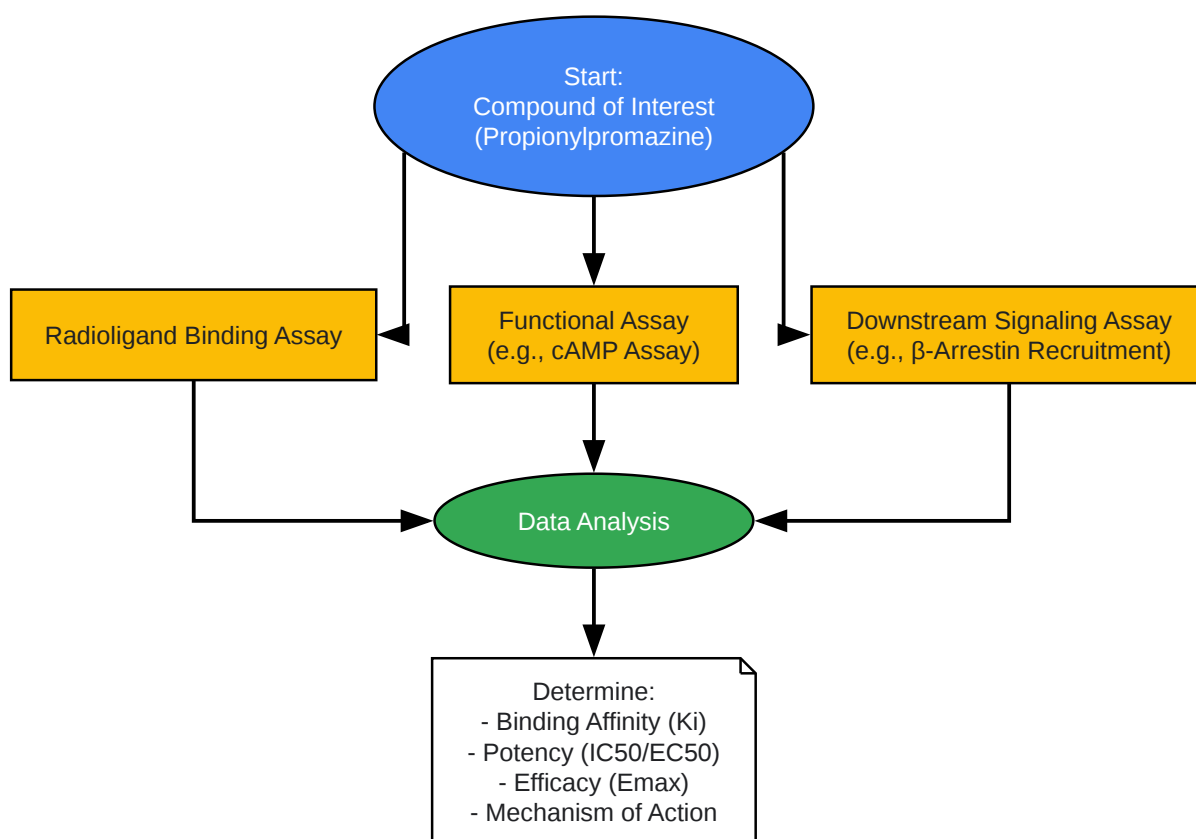 Start:
Compound of Interest
(Propionylpromazine)
Radioligand Binding Assay
Functional Assay
(e.g., cAMP Assay)
Downstream Signaling Assay
(e.g., β-Arrestin Recruitment)
Data Analysis
Determine:
- Binding Affinity (Ki)
- Potency (IC50/EC50)
- Efficacy (Emax)
- Mechanism of Action